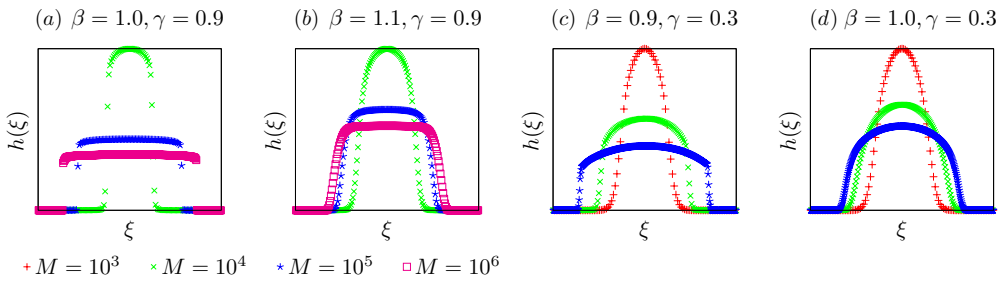 (a) β = 1.0, γ = 0.9
(b) β = 1.1, γ = 0.9
(c) β = 0.9, γ = 0.3
(d) β = 1.0, γ = 0.3
h(ξ)
h(ξ)
h(ξ)
h(ξ)
ξ
ξ
ξ
ξ
M = 10³
M = 10⁴
M = 10⁵
M = 10⁶